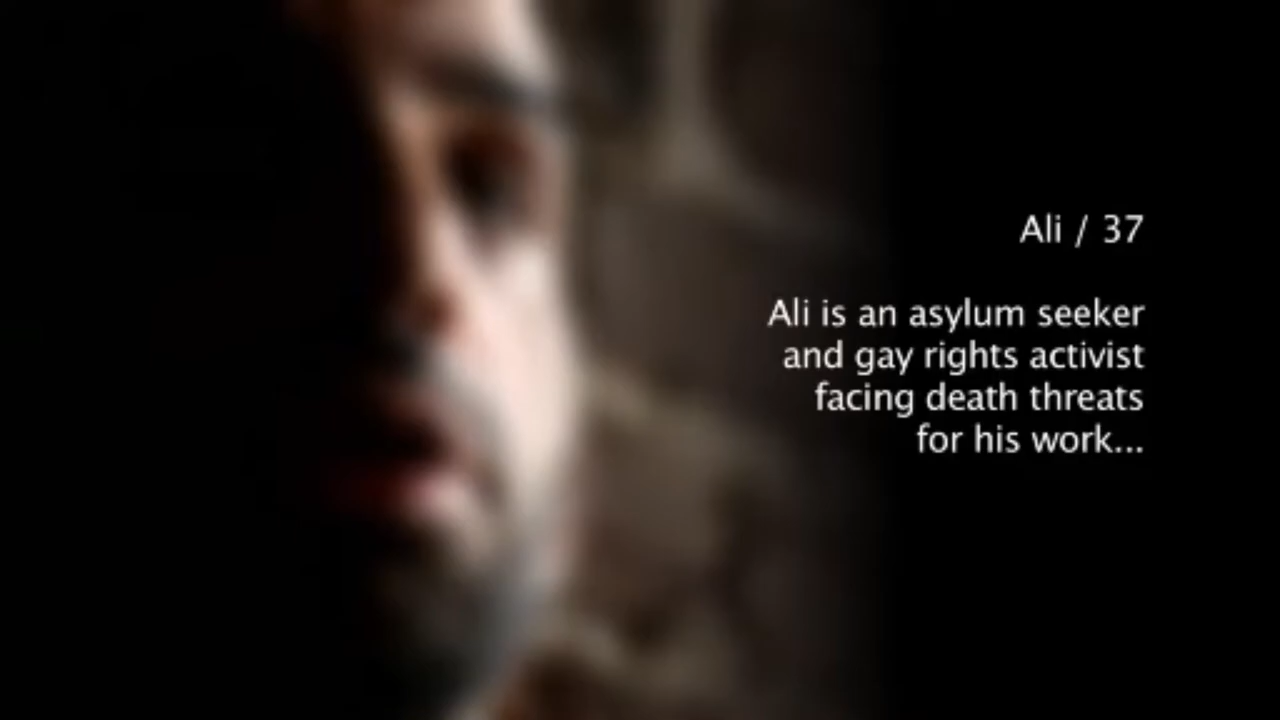 Ali / 37
Ali is an asylum seeker
and gay rights activist
facing death threats
for his work...